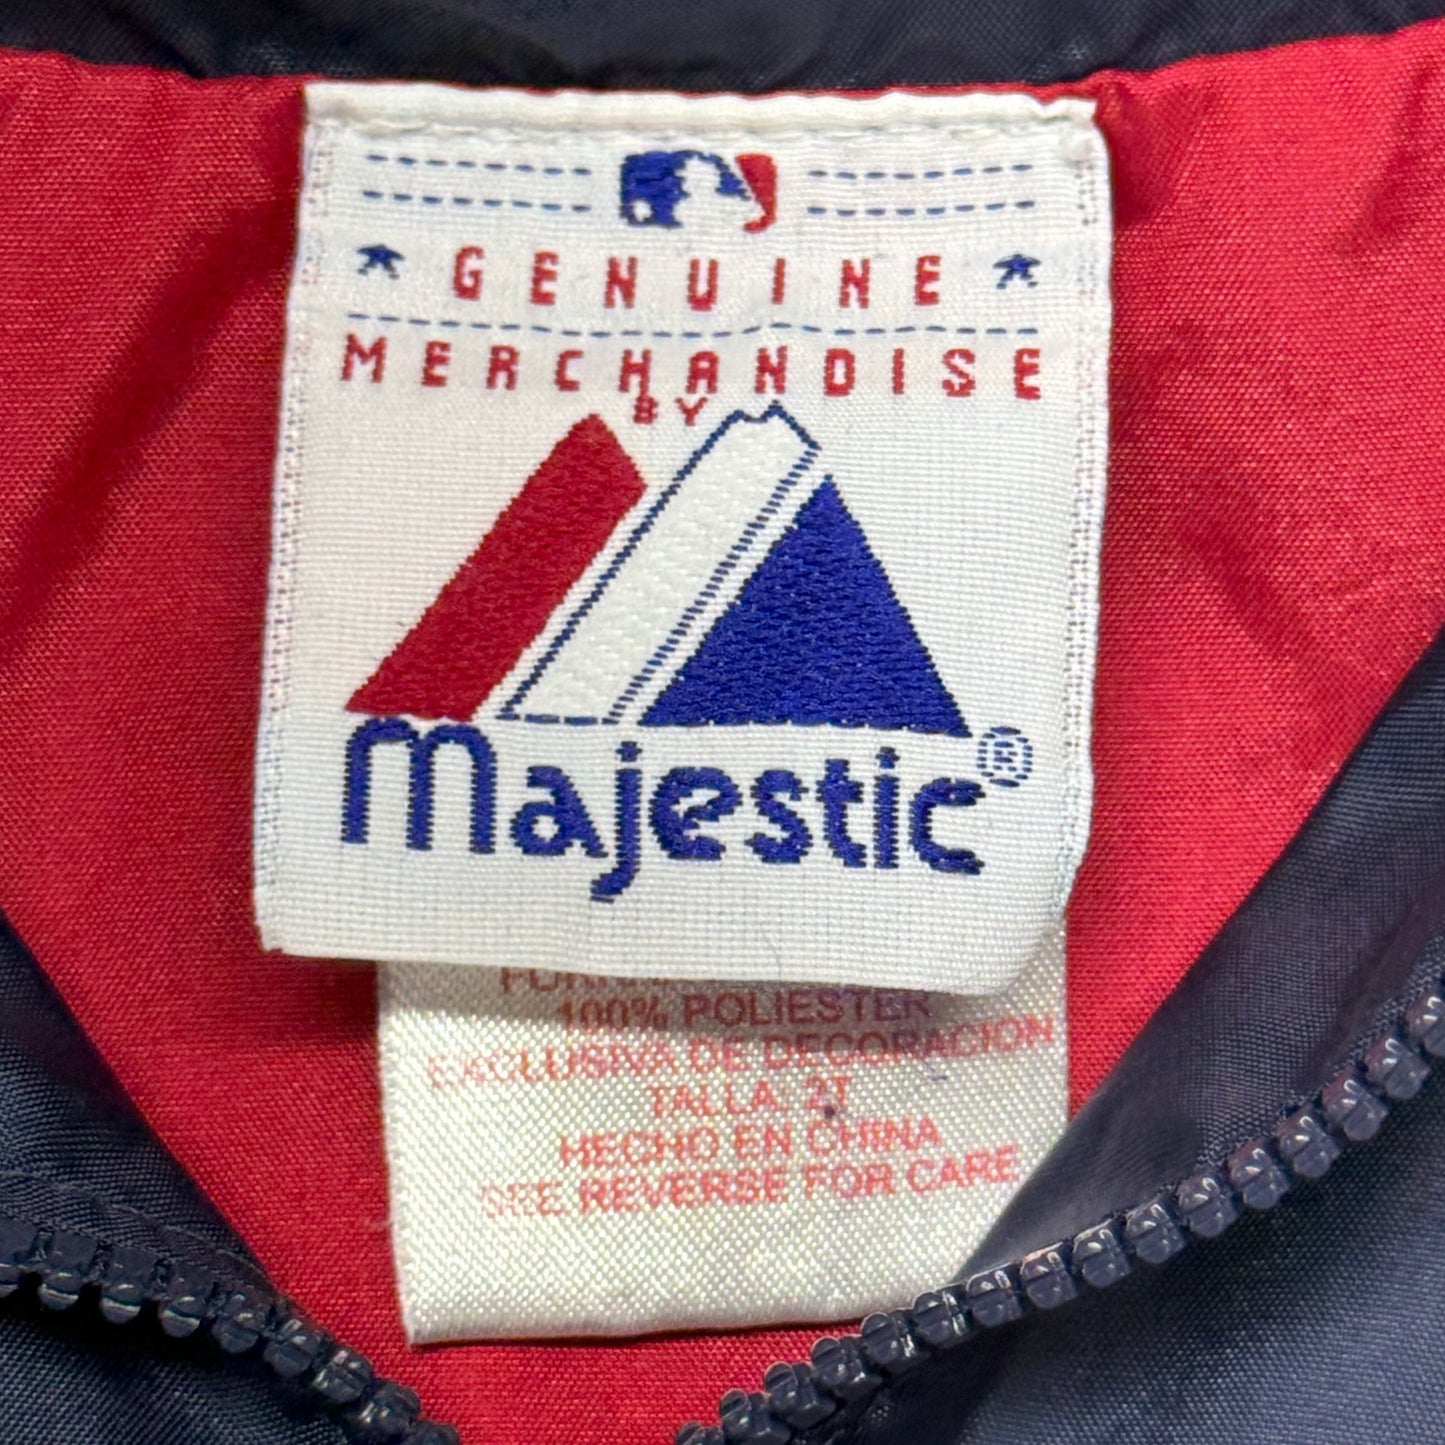 GENUINE
MERCHANDISE
BY
Majestic®
100% POLIESTER
EXCLUSIVA DE DECORACION
TALLA: 2T
HECHO EN CHINA
SEE REVERSE FOR CARE